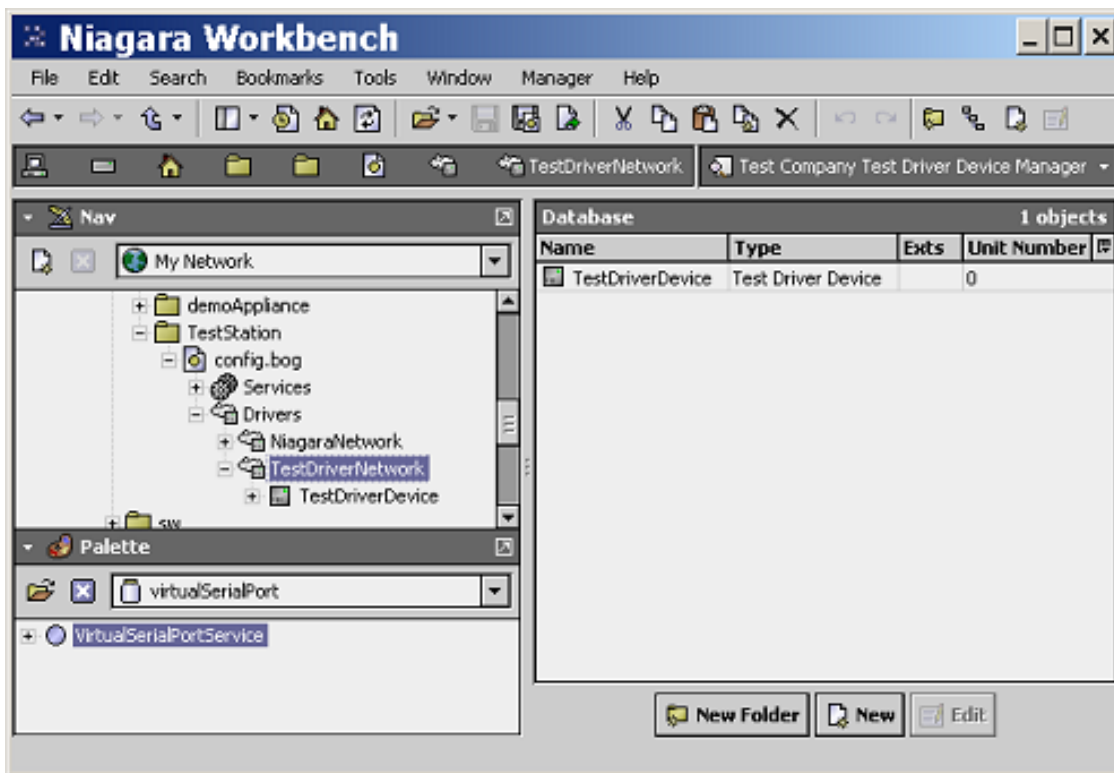 Niagara Workbench
File Edit Search Bookmarks Tools Window Manager Help
TestDriverNetwork Test Company Test Driver Device Manager
Nav
My Network
demoAppliance
TestStation
config.bog
Services
Drivers
NiagaraNetwork
TestDriverNetwork
TestDriverDevice
sw
Palette
virtualSerialPort
VirtualSerialPortService
Database 1 objects
Name Type Exts Unit Number
TestDriverDevice Test Driver Device 0
New Folder New Edit